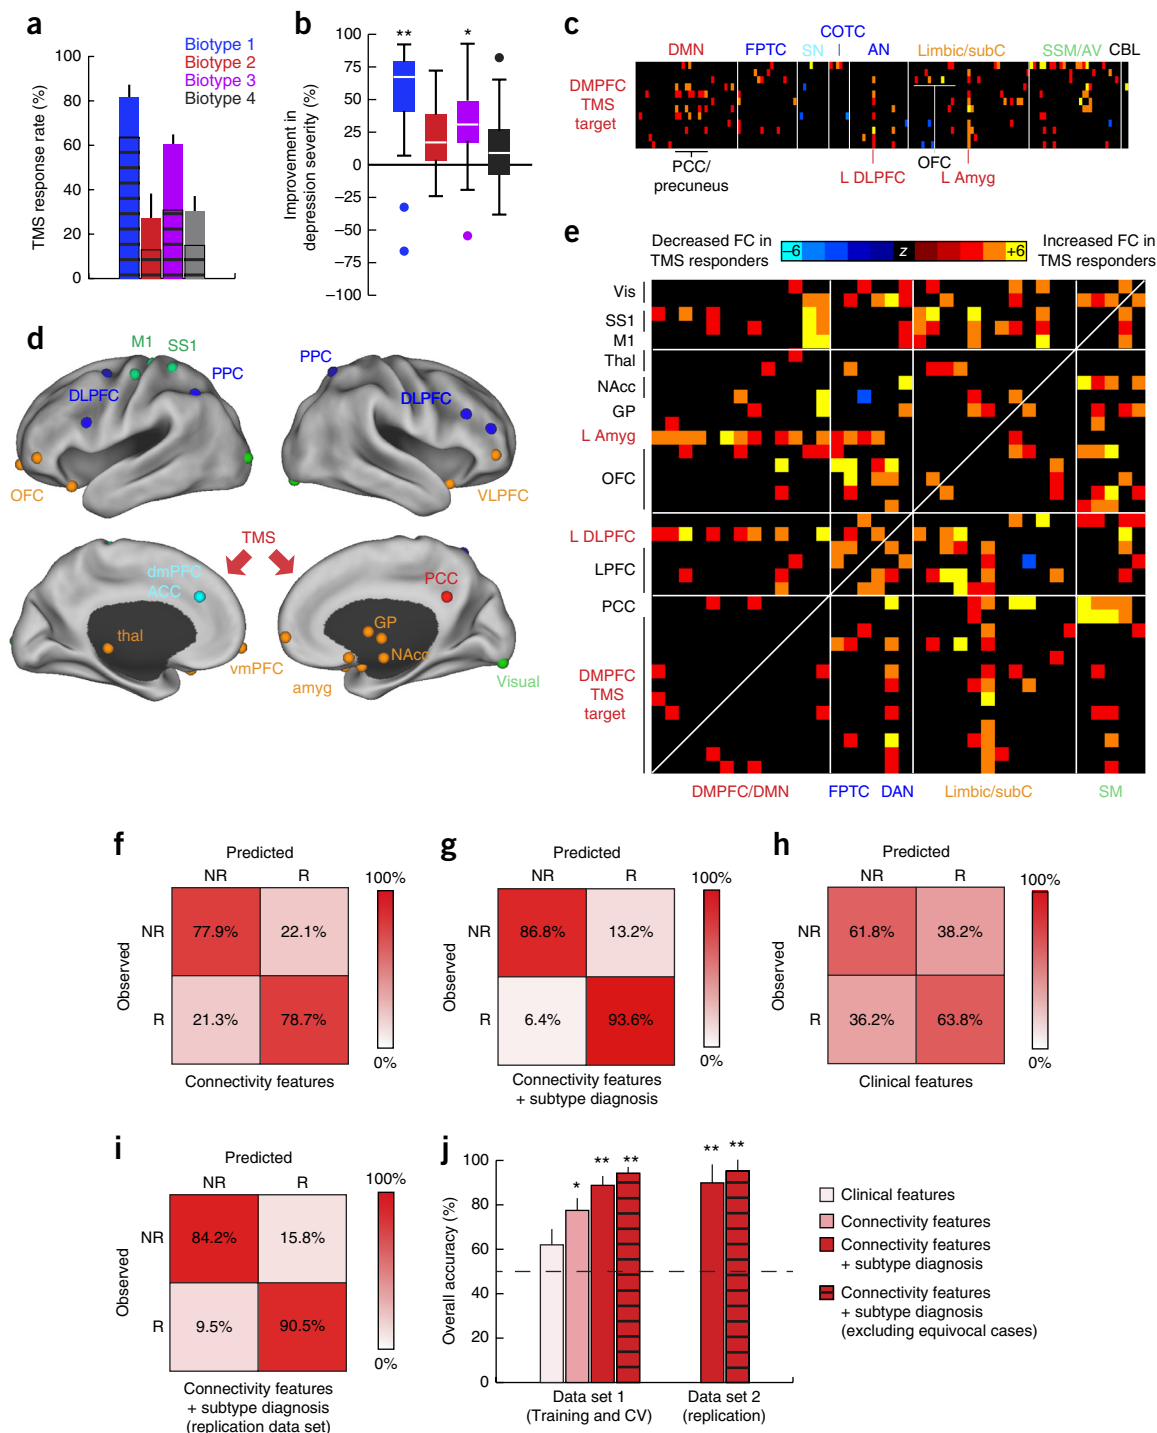 a
TMS response rate (%)
100
80
60
40
20
0
Biotype 1
Biotype 2
Biotype 3
Biotype 4
b
Improvement in
depression severity (%)
100
75
50
25
0
−25
−50
−75
−100
**
*
c
COTC
DMN
FPTC
SN
AN
Limbic/subC
SSM/AV
CBL
DMPFC
TMS
target
PCC/
precuneus
L DLPFC
OFC
L Amyg
d
M1
SS1
PPC
DLPFC
OFC
PPC
DLPFC
VLPFC
TMS
dmPFC
ACC
thal
vmPFC
PCC
GP
NAcc
amyg
Visual
e
Decreased FC in
TMS responders
−6
z
+6
Increased FC in
TMS responders
Vis
SS1
M1
Thal
NAcc
GP
L Amyg
OFC
L DLPFC
LPFC
PCC
DMPFC
TMS
target
DMPFC/DMN
FPTC
DAN
Limbic/subC
SM
f
Predicted
NR
R
Observed
NR
77.9%
22.1%
R
21.3%
78.7%
100%
0%
Connectivity features
g
Predicted
NR
R
Observed
NR
86.8%
13.2%
R
6.4%
93.6%
100%
0%
Connectivity features
+ subtype diagnosis
h
Predicted
NR
R
Observed
NR
61.8%
38.2%
R
36.2%
63.8%
100%
0%
Clinical features
i
Predicted
NR
R
Observed
NR
84.2%
15.8%
R
9.5%
90.5%
100%
0%
Connectivity features
+ subtype diagnosis
(replication data set)
j
Overall accuracy (%)
100
80
60
40
20
0
*
**
**
**
**
Data set 1
(Training and CV)
Data set 2
(replication)
Clinical features
Connectivity features
Connectivity features
+ subtype diagnosis
Connectivity features
+ subtype diagnosis
(excluding equivocal cases)